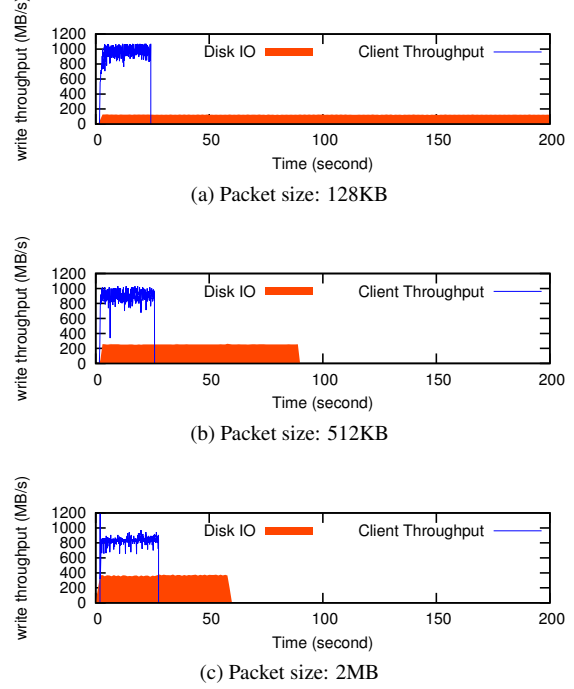 write throughput (MB/s)
1200
1000
800
600
400
200
0
Disk IO
Client Throughput
0 50 100 150 200
Time (second)
(a) Packet size: 128KB
write throughput (MB/s)
1200
1000
800
600
400
200
0
Disk IO
Client Throughput
0 50 100 150 200
Time (second)
(b) Packet size: 512KB
write throughput (MB/s)
1200
1000
800
600
400
200
0
Disk IO
Client Throughput
0 50 100 150 200
Time (second)
(c) Packet size: 2MB